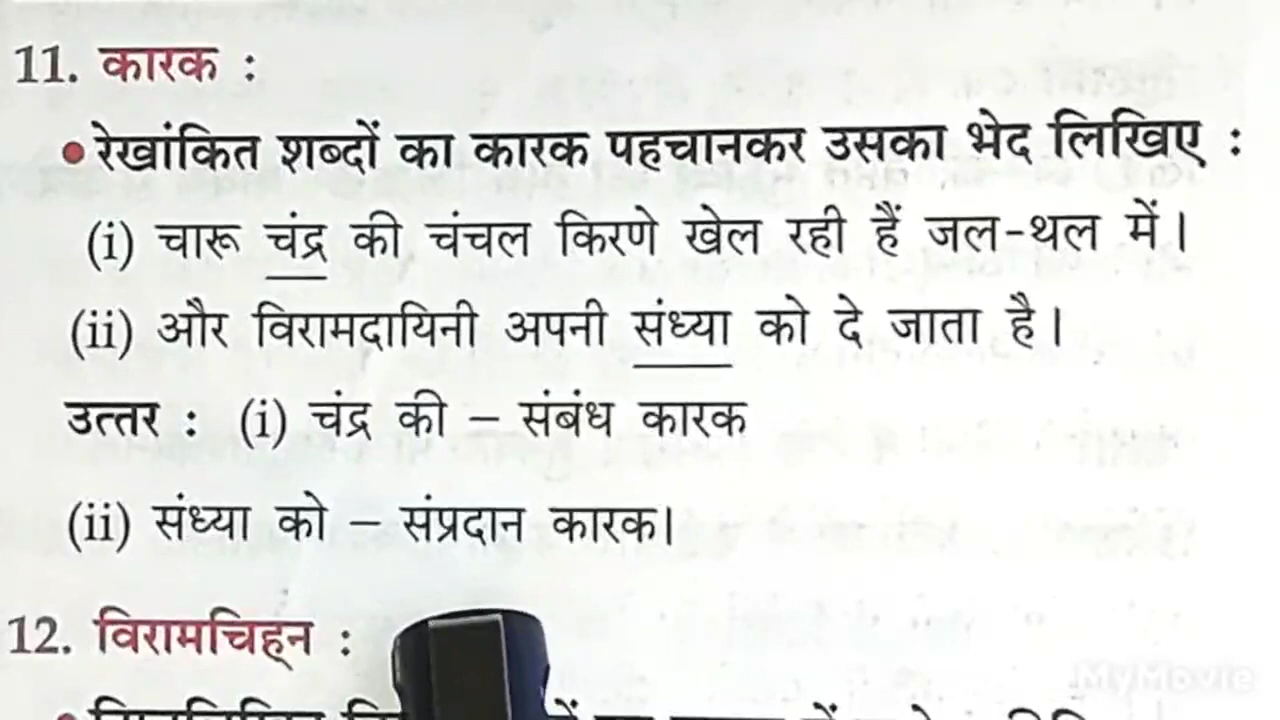 11. कारक :
• रेखांकित शब्दों का कारक पहचानकर उसका भेद लिखिए :
(i) चारू चंद्र की चंचल किरणे खेल रही हैं जल-थल में।
(ii) और विरामदायिनी अपनी संध्या को दे जाता है।
उत्तर : (i) चंद्र की – संबंध कारक
(ii) संध्या को – संप्रदान कारक।
12. विरामचिह्न :
MyMovie